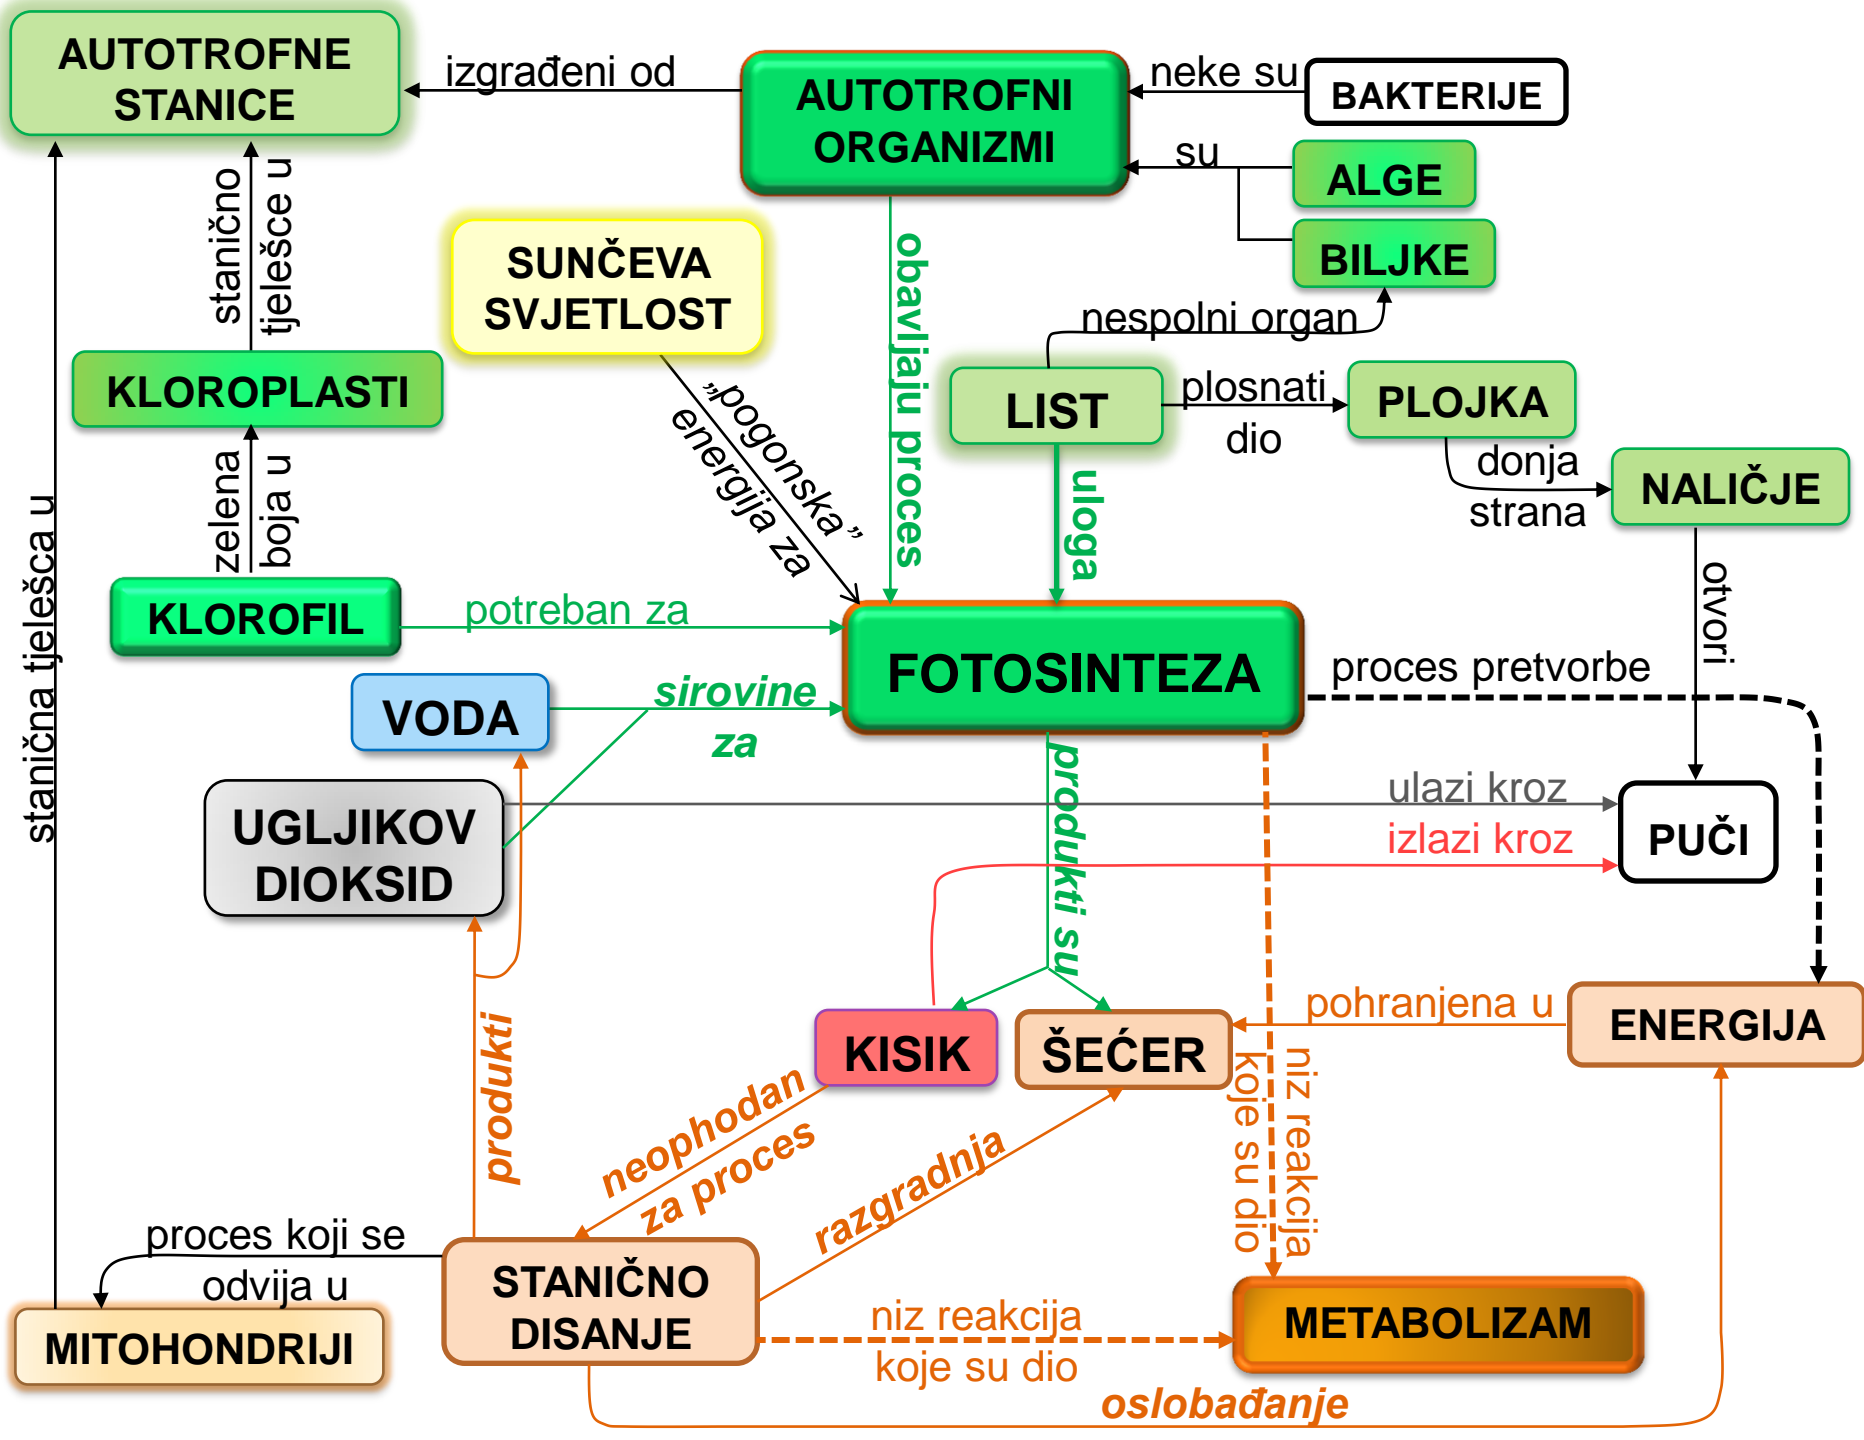 AUTOTROFNE
STANICE
izgrađeni od
AUTOTROFNI
ORGANIZMI
neke su
BAKTERIJE
su
ALGE
BILJKE
stanično
tjelešce u
SUNČEVA
SVJETLOST
obavljaju proces
nespolni organ
KLOROPLASTI
„pogonska”
energija za
LIST
plosnati
dio
PLOJKA
donja
strana
NALIČJE
zelena
boja u
uloga
otvori
stanična tjelešca u
KLOROFIL
potreban za
FOTOSINTEZA
proces pretvorbe
VODA
sirovine
za
UGLJIKOV
DIOKSID
produkti su
ulazi kroz
izlazi kroz
PUČI
produkti
KISIK
ŠEĆER
pohranjena u
ENERGIJA
neophodan
za proces
razgradnja
niz reakcija
koje su dio
proces koji se
odvija u
MITOHONDRIJI
STANIČNO
DISANJE
niz reakcija
koje su dio
METABOLIZAM
oslobađanje